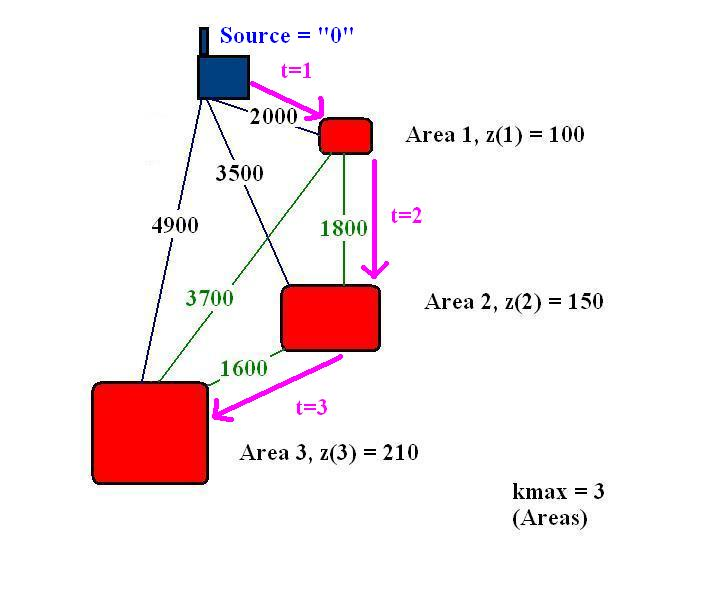 Source = "0"
t=1
2000
Area 1, z(1) = 100
3500
4900
1800
t=2
3700
Area 2, z(2) = 150
1600
t=3
Area 3, z(3) = 210
kmax = 3
(Areas)